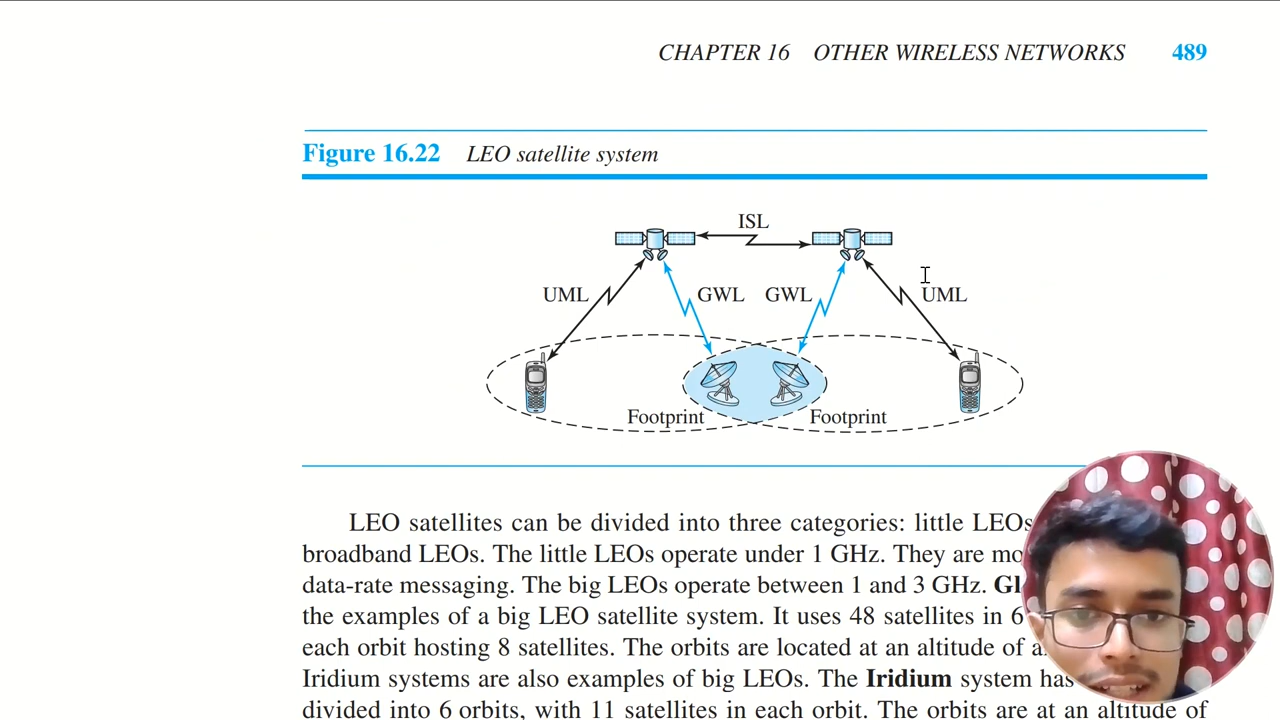 CHAPTER 16 OTHER WIRELESS NETWORKS 489
Figure 16.22 LEO satellite system
ISL
UML GWL GWL UML
Footprint Footprint
LEO satellites can be divided into three categories: little LEOs
broadband LEOs. The little LEOs operate under 1 GHz. They are
data-rate messaging. The big LEOs operate between 1 and 3 GHz.
the examples of a big LEO satellite system. It uses 48 satellites in 6
each orbit hosting 8 satellites. The orbits are located at an altitude of
Iridium systems are also examples of big LEOs. The Iridium system has
divided into 6 orbits, with 11 satellites in each orbit. The orbits are at an altitude of